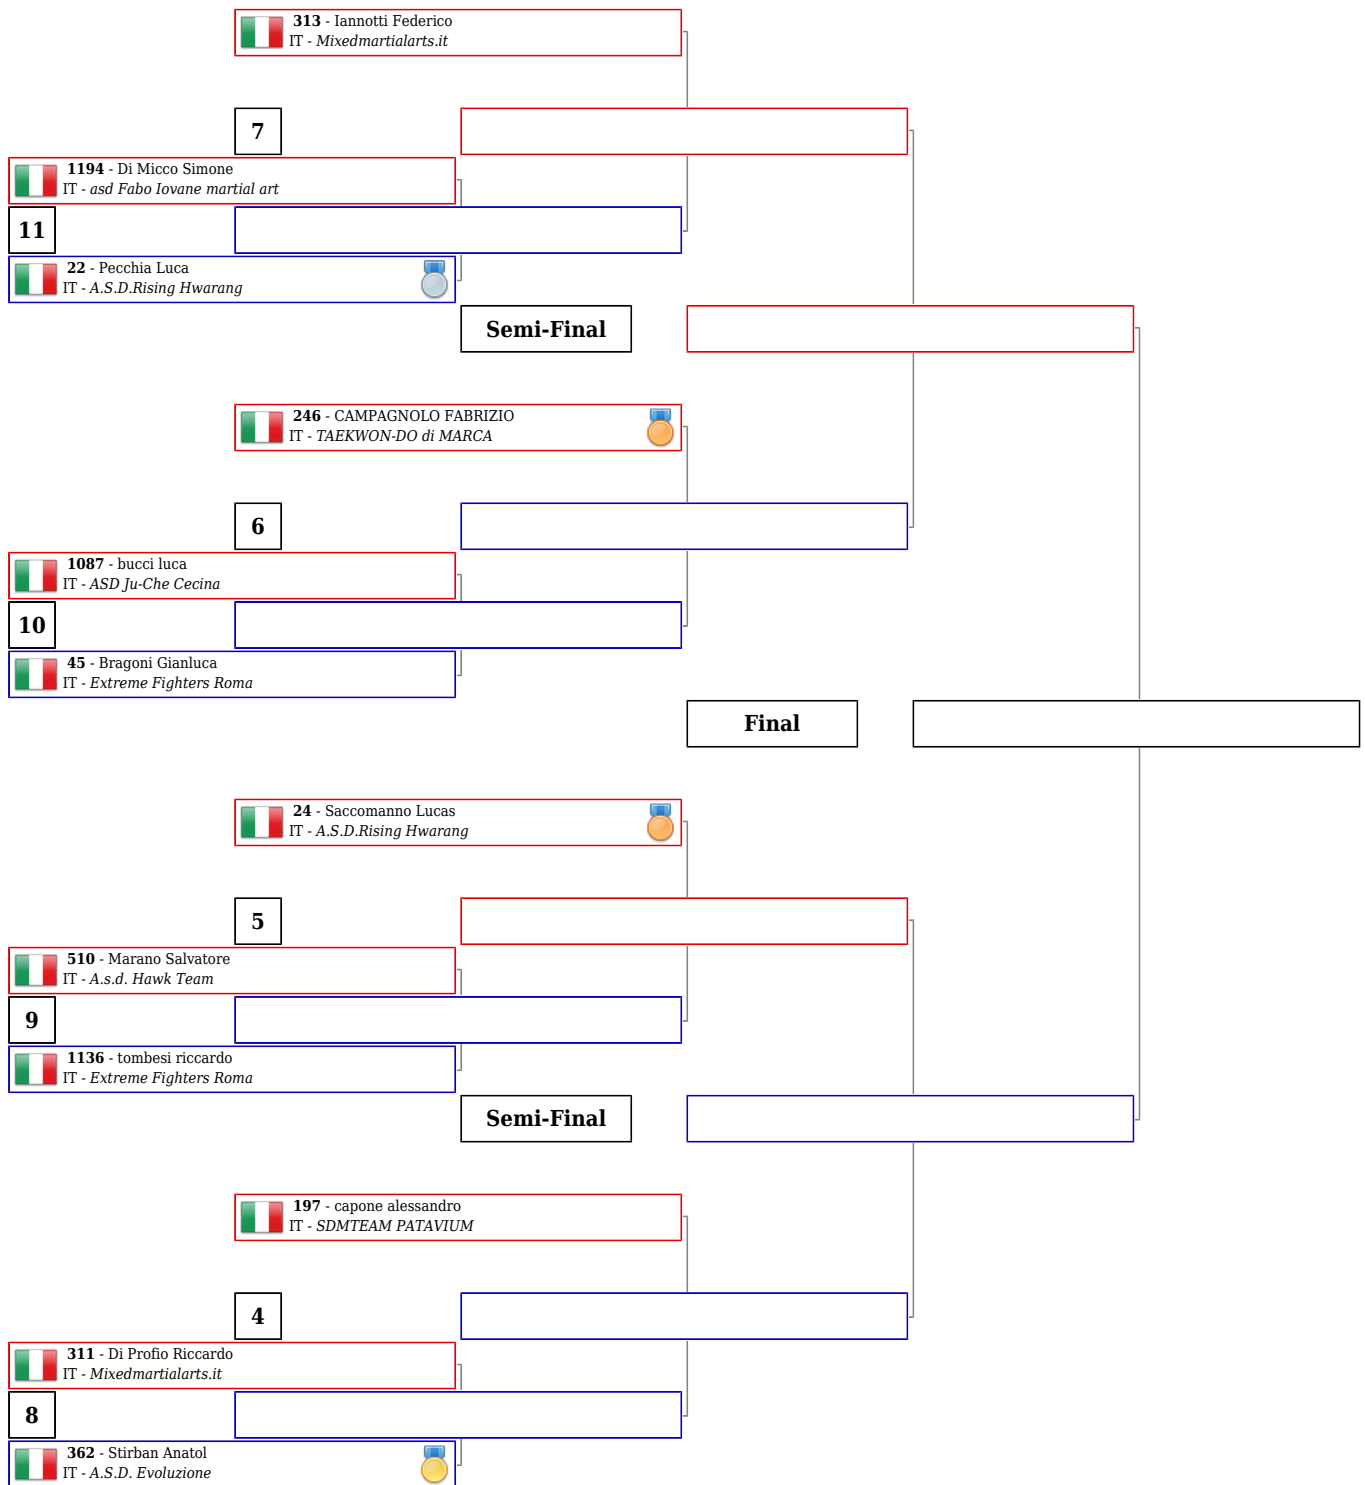 313 - Iannotti Federico
IT - Mixedmartialarts.it
7
1194 - Di Micco Simone
IT - asd Fabo Iovane martial art
11
22 - Pecchia Luca
IT - A.S.D.Rising Hwarang
Semi-Final
246 - CAMPAGNOLO FABRIZIO
IT - TAEKWON-DO di MARCA
6
1087 - bucci luca
IT - ASD Ju-Che Cecina
10
45 - Bragoni Gianluca
IT - Extreme Fighters Roma
Final
24 - Saccomanno Lucas
IT - A.S.D.Rising Hwarang
5
510 - Marano Salvatore
IT - A.s.d. Hawk Team
9
1136 - tombesi riccardo
IT - Extreme Fighters Roma
Semi-Final
197 - capone alessandro
IT - SDMTEAM PATAVIUM
4
311 - Di Profio Riccardo
IT - Mixedmartialarts.it
8
362 - Stirban Anatol
IT - A.S.D. Evoluzione